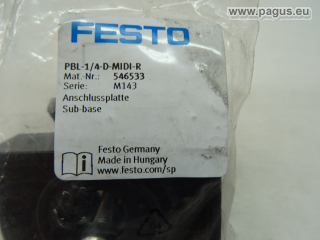 www.pagus.eu
FESTO
PBL-1/4-D-MIDI-R
Mat.-Nr.: 546533
Serie: M143
Anschlussplatte
Sub-base
Festo Germany
Made in Hungary
www.festo.com/sp